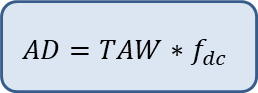 AD = TAW * f_dc